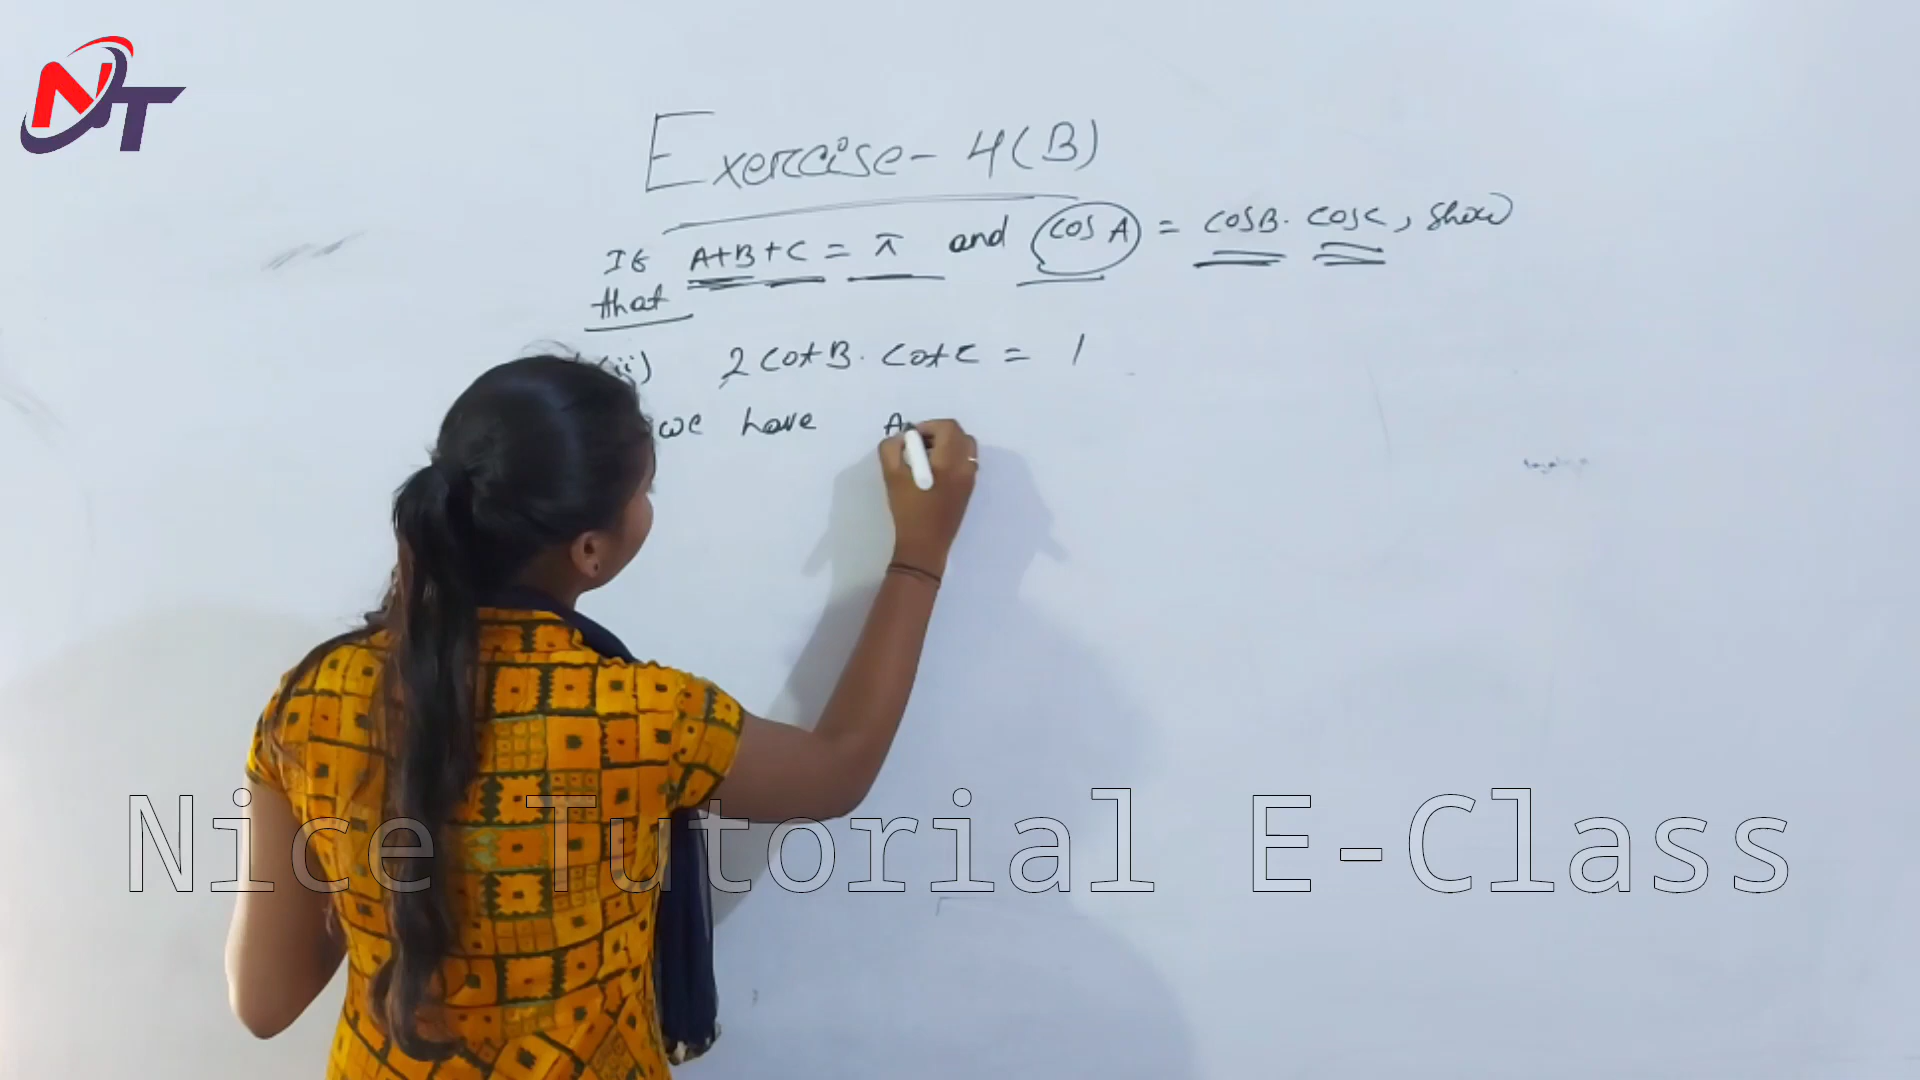 NT
Exercise - 4(B)
If A+B+C = π and cos A = cosB. cosC, show
that
(ii) 2 cotB. cotC = 1
we have A
Nice Tutorial E-Class